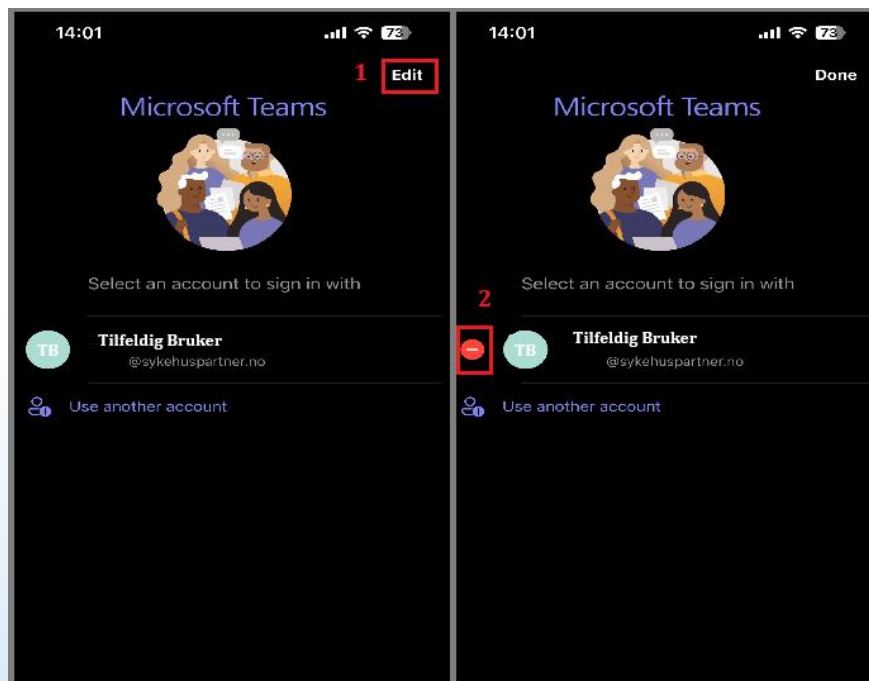 14:01
73
1
Edit
Microsoft Teams
Select an account to sign in with
TB
Tilfeldig Bruker
@sykehuspartner.no
Use another account
14:01
73
Done
Microsoft Teams
Select an account to sign in with
2
TB
Tilfeldig Bruker
@sykehuspartner.no
Use another account